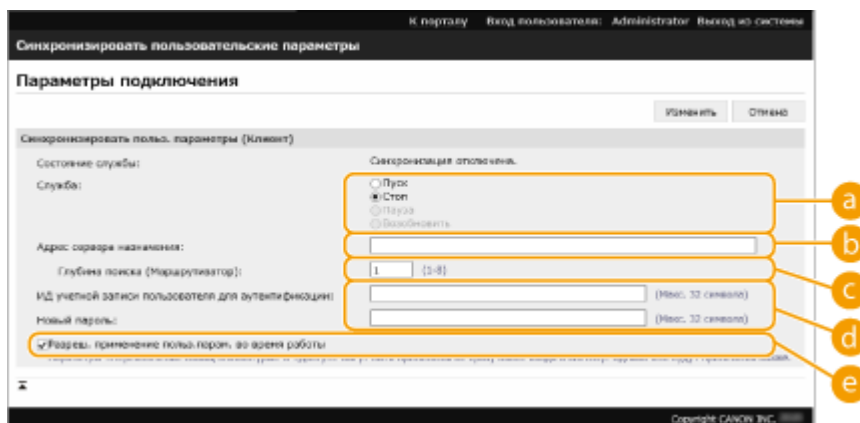 К порталу Вход пользователя: Administrator Выход из системы
Синхронизировать пользовательские параметры
Параметры подключения
Изменить Отмена
Синхронизировать польз. параметры (Клиент)
Состояние службы: Синхронизация отключена.
Служба: Пуск
Стоп
Пауза
Возобновить
a
Адрес сервера назначения:
b
Глубина поиска (Маршрутизатор): 1 (1-8)
c
ИД учетной записи пользователя для аутентификации: (Макс. 32 символа)
Новый пароль: (Макс. 32 символа)
d
Разреш. применение польз.парам. во время работы
e
Copyright CANON INC.